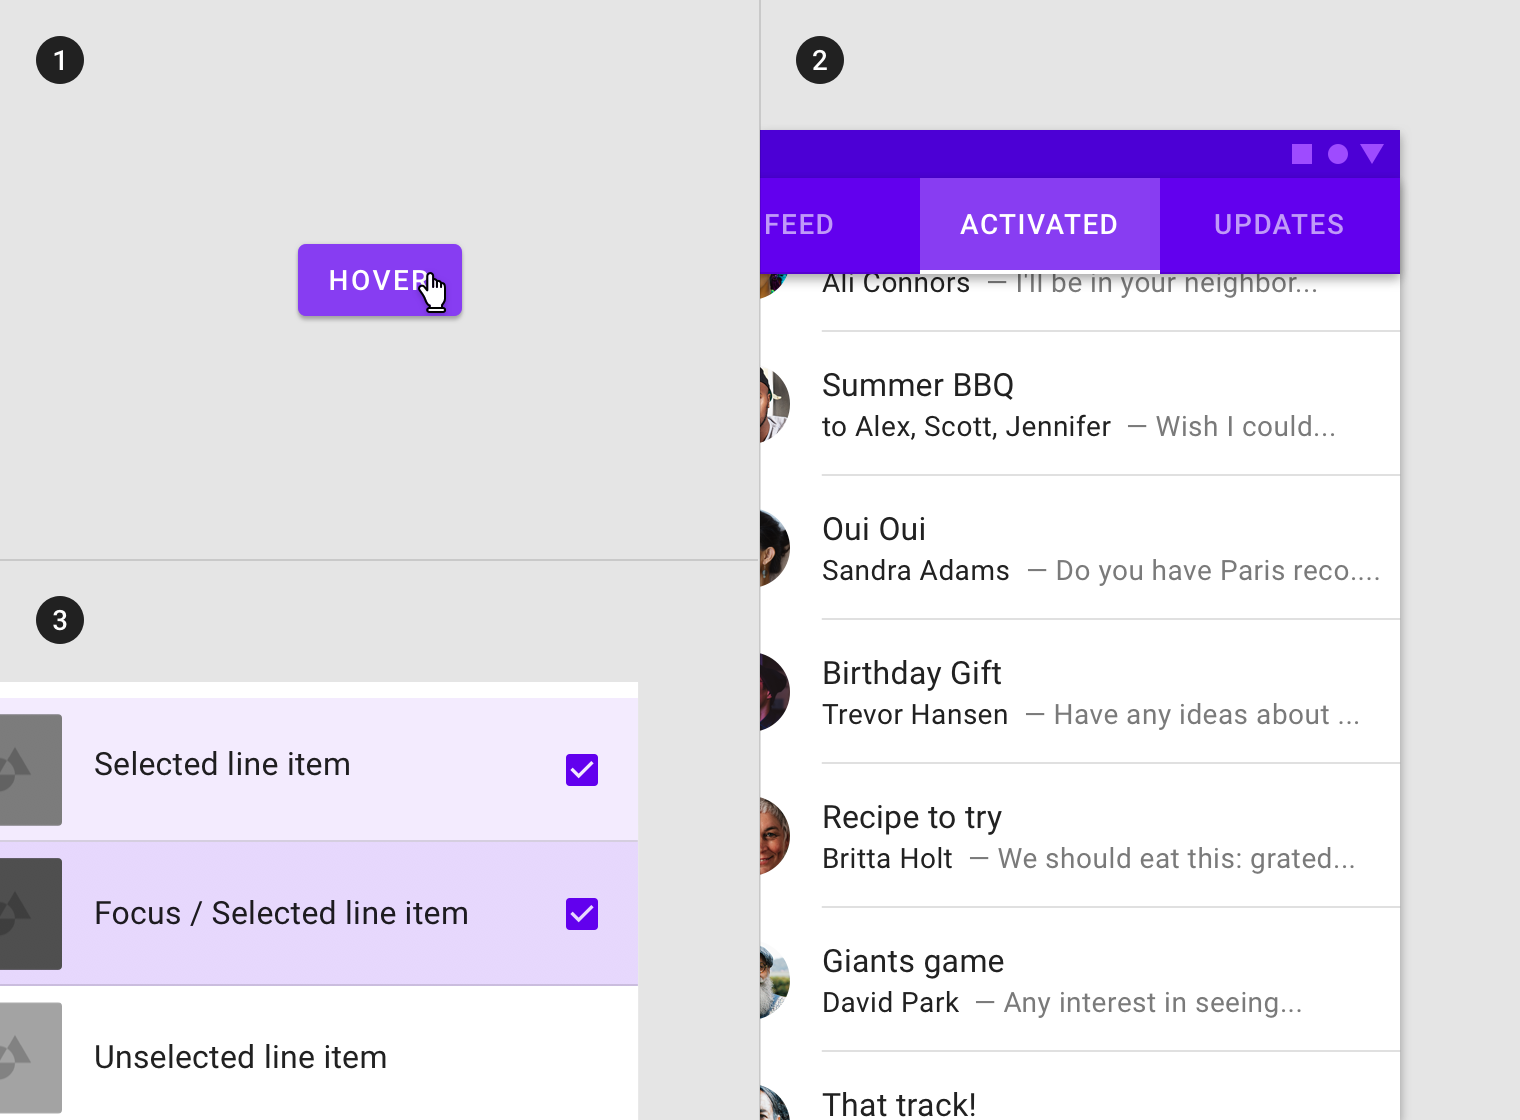 1
HOVER
2
FEED
ACTIVATED
UPDATES
Ali Connors — I'll be in your neighbor...
Summer BBQ
to Alex, Scott, Jennifer — Wish I could...
Oui Oui
Sandra Adams — Do you have Paris reco....
Birthday Gift
Trevor Hansen — Have any ideas about ...
Recipe to try
Britta Holt — We should eat this: grated...
Giants game
David Park — Any interest in seeing...
That track!
3
Selected line item
Focus / Selected line item
Unselected line item